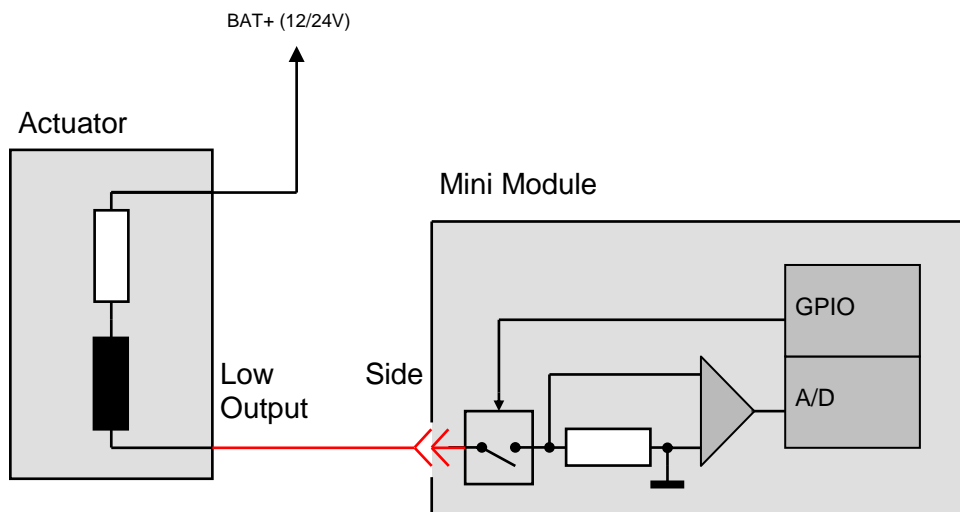 BAT+ (12/24V)
Actuator
Mini Module
GPIO
Low Side
Output
A/D